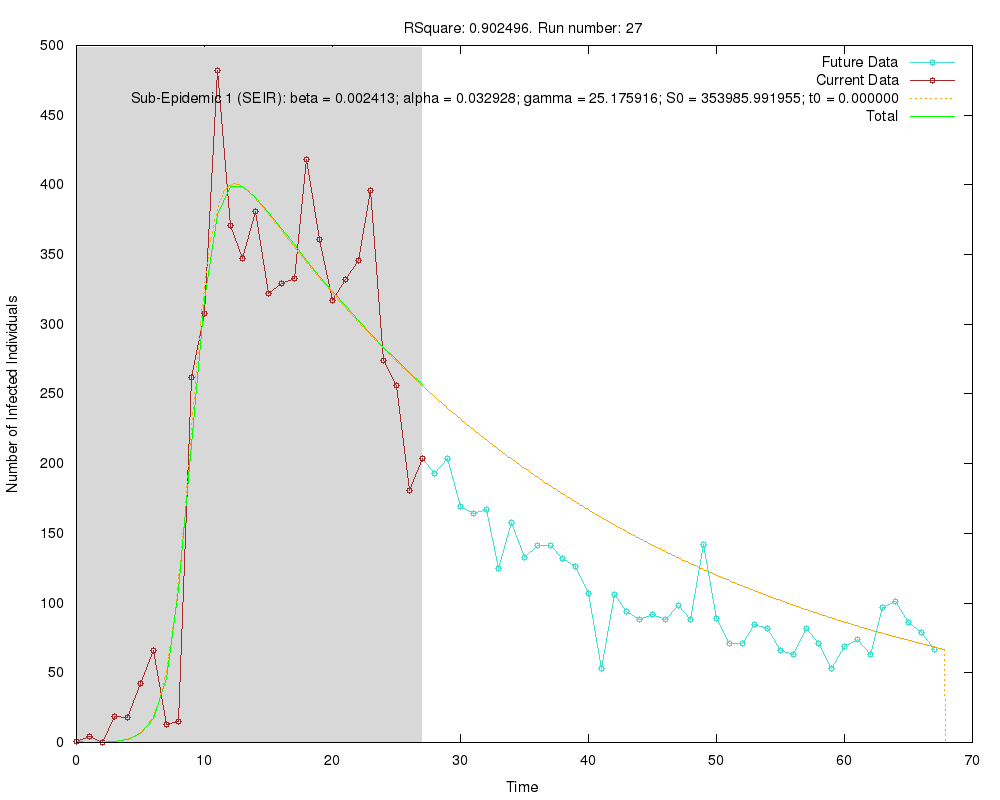 RSquare: 0.902496. Run number: 27
Future Data
Current Data
Sub-Epidemic 1 (SEIR): beta = 0.002413; alpha = 0.032928; gamma = 25.175916; S0 = 353985.991955; t0 = 0.000000
Total
500
450
400
350
300
250
200
150
100
50
0
Number of Infected Individuals
0 10 20 30 40 50 60 70
Time